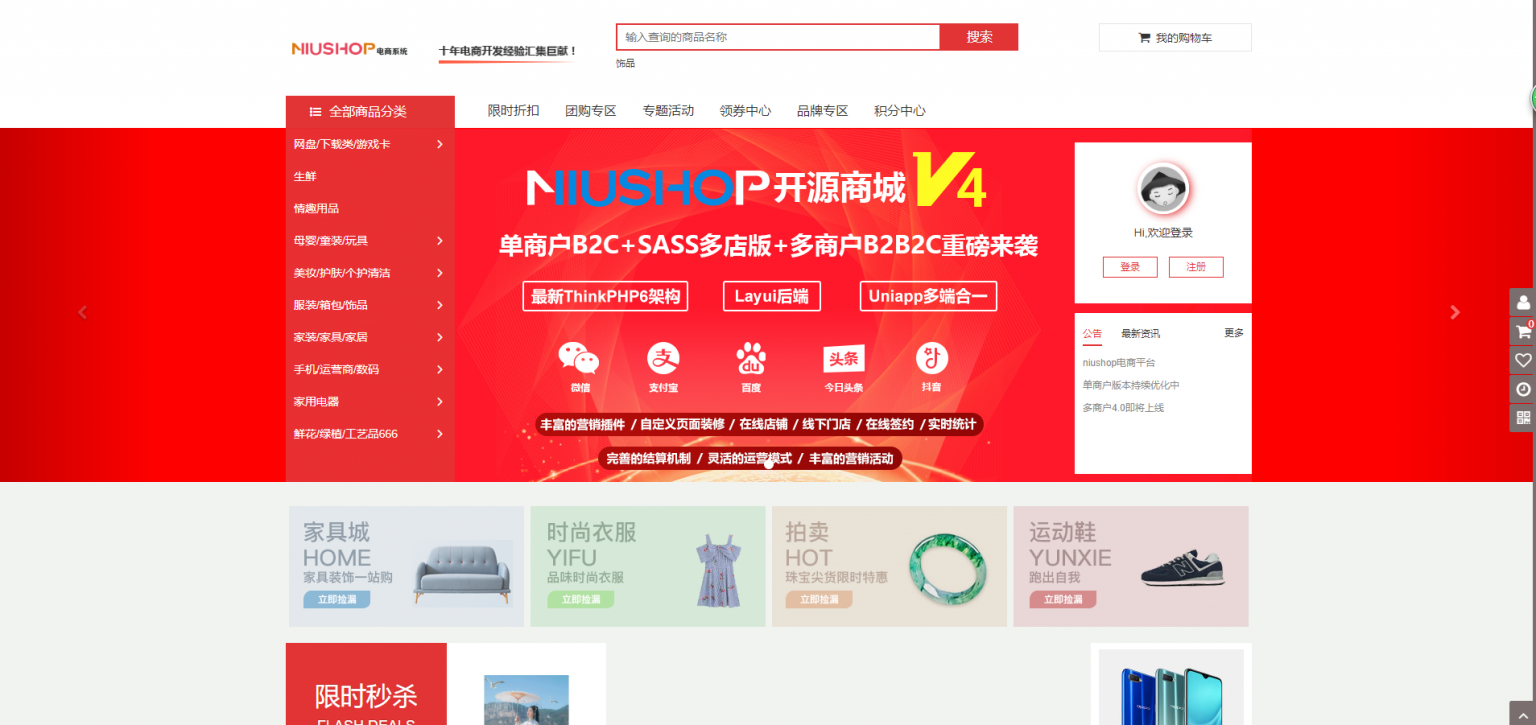 NIUSHOP电商系统
十年电商开发经验汇集巨献！
输入查询的商品名称
搜索
我的购物车
饰品
全部商品分类
限时折扣
团购专区
专题活动
领券中心
品牌专区
积分中心
网盘/下载类/游戏卡
生鲜
情趣用品
母婴/童装/玩具
美妆/护肤/个护清洁
服装/箱包/饰品
家装/家具/家居
手机/运营商/数码
家用电器
鲜花/绿植/工艺品666
NIUSHOP开源商城V4
单商户B2C+SASS多店版+多商户B2B2C重磅来袭
最新ThinkPHP6架构
Layui后端
Uniapp多端合一
支
du
头条
微信
支付宝
百度
今日头条
抖音
丰富的营销插件 / 自定义页面装修 / 在线店铺 / 线下门店 / 在线签约 / 实时统计
完善的结算机制 / 灵活的运营模式 / 丰富的营销活动
Hi,欢迎登录
登录
注册
公告
最新资讯
更多
niushop电商平台
单商户版本持续优化中
多商户4.0即将上线
0
家具城
HOME
家具装饰一站购
立即捡漏
时尚衣服
YIFU
品味时尚衣服
立即捡漏
拍卖
HOT
珠宝尖货限时特惠
立即捡漏
运动鞋
YUNXIE
跑出自我
立即捡漏
限时秒杀
FLASH DEALS